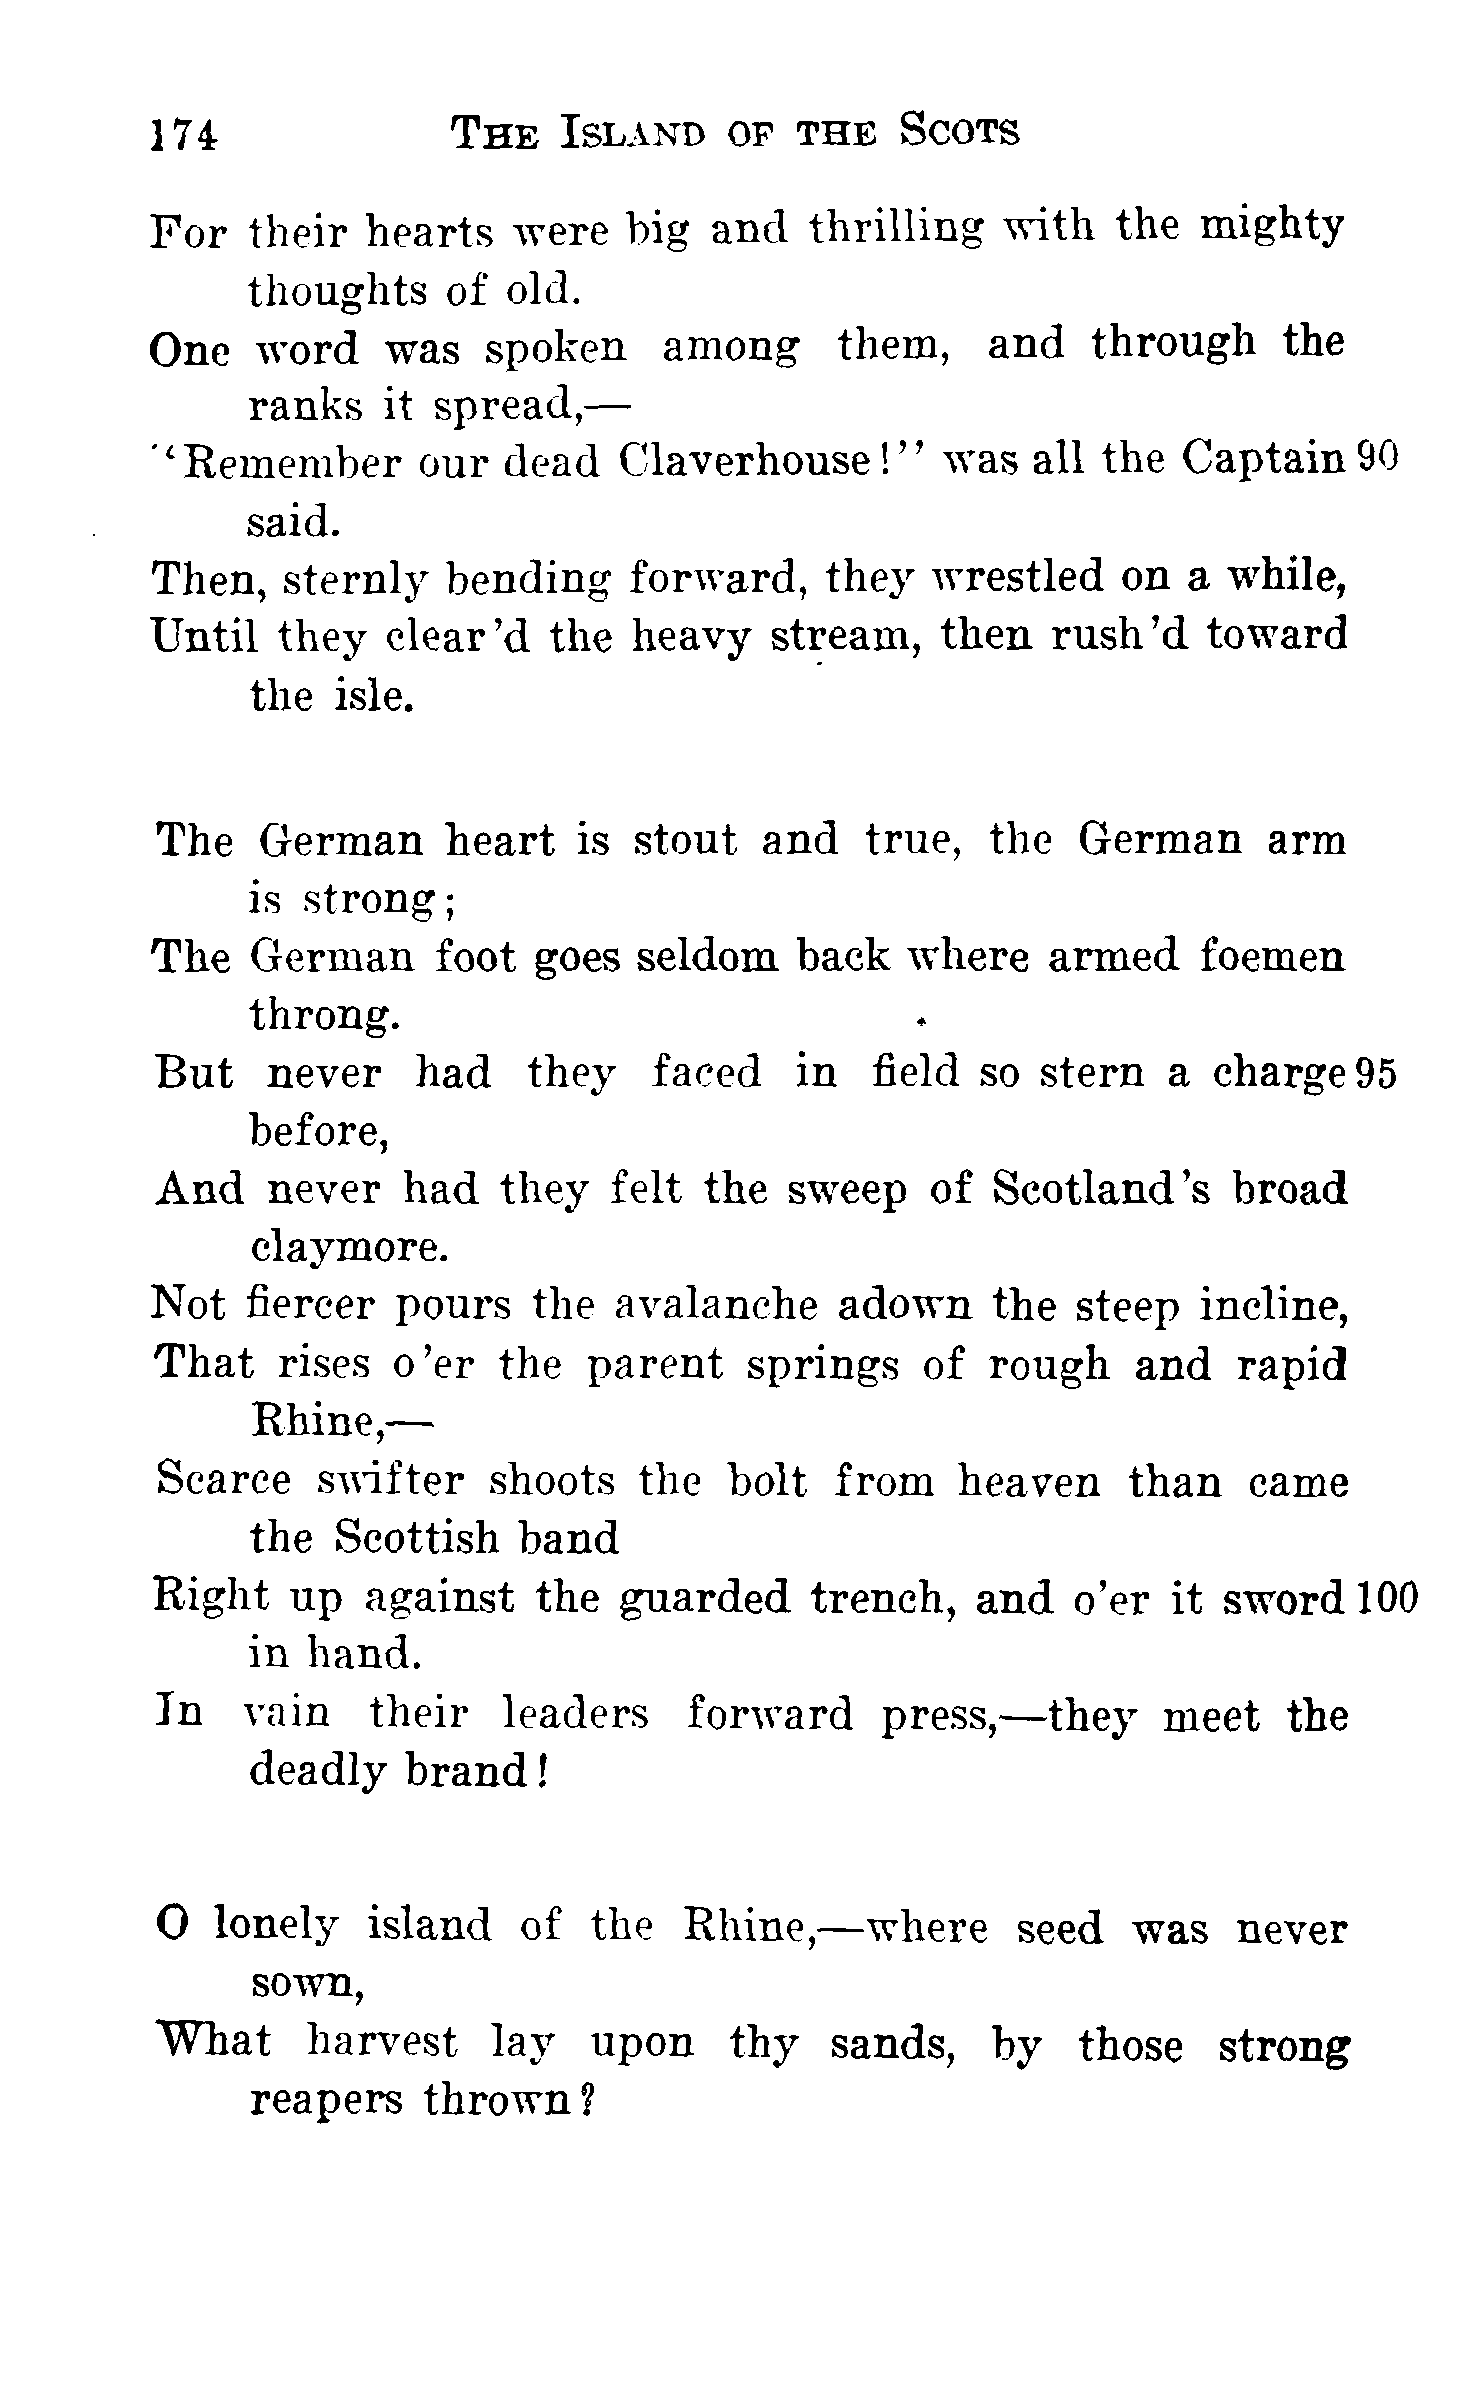 174 THE ISLAND OF THE SCOTS
For their hearts were big and thrilling with the mighty
thoughts of old.
One word was spoken among them, and through the
ranks it spread,—
"Remember our dead Claverhouse!" was all the Captain 90
said.
Then, sternly bending forward, they wrestled on a while,
Until they clear'd the heavy stream, then rush'd toward
the isle.
The German heart is stout and true, the German arm
is strong;
The German foot goes seldom back where armed foemen
throng.
But never had they faced in field so stern a charge 95
before,
And never had they felt the sweep of Scotland's broad
claymore.
Not fiercer pours the avalanche adown the steep incline,
That rises o'er the parent springs of rough and rapid
Rhine,—
Scarce swifter shoots the bolt from heaven than came
the Scottish band
Right up against the guarded trench, and o'er it sword 100
in hand.
In vain their leaders forward press,—they meet the
deadly brand!
O lonely island of the Rhine,—where seed was never
sown,
What harvest lay upon thy sands, by those strong
reapers thrown?